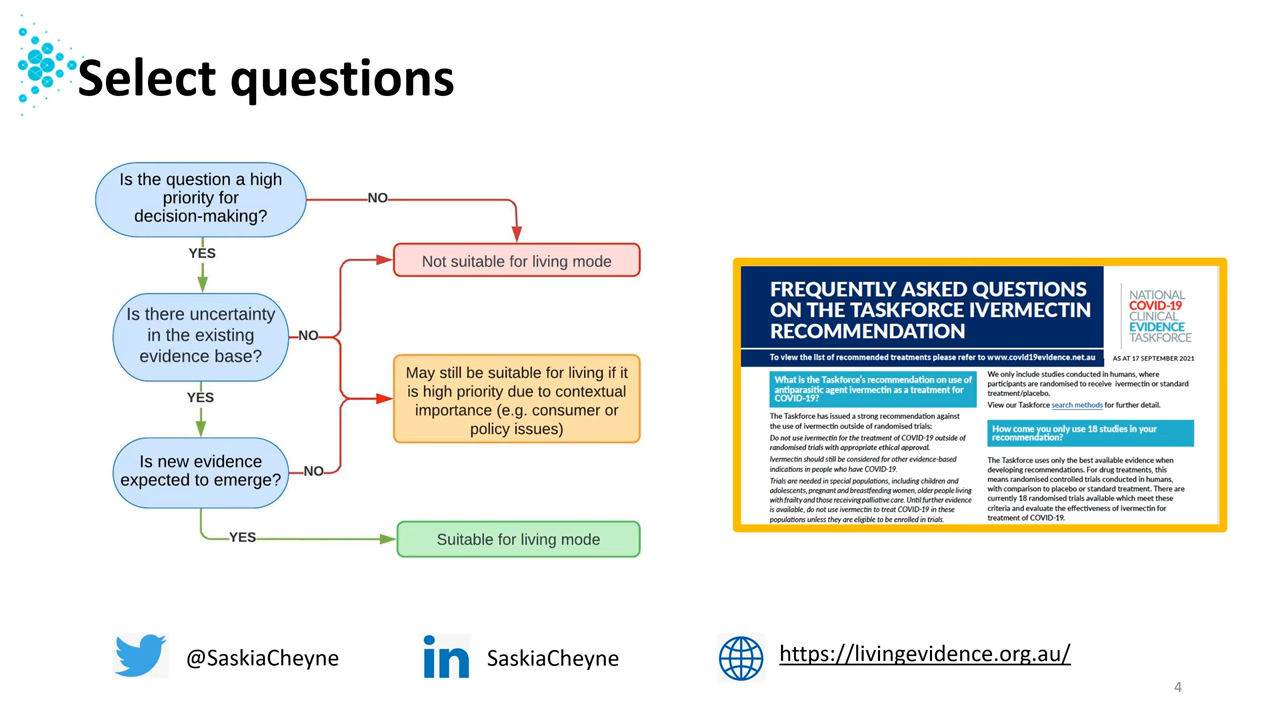 Select questions
Is the question a high
priority for
decision-making?
NO
YES
Not suitable for living mode
Is there uncertainty
in the existing
evidence base?
NO
YES
May still be suitable for living if it
is high priority due to contextual
importance (e.g. consumer or
policy issues)
Is new evidence
expected to emerge?
NO
YES
Suitable for living mode
FREQUENTLY ASKED QUESTIONS
ON THE TASKFORCE IVERMECTIN
RECOMMENDATION
NATIONAL
COVID-19
CLINICAL
EVIDENCE
TASKFORCE
To view the list of recommended treatments please refer to www.covid19evidence.net.au
AS AT 17 SEPTEMBER 2021
What is the Taskforce's recommendation on use of
antiparasitic agent ivermectin as a treatment for
COVID-19?
The Taskforce has issued a strong recommendation against
the use of ivermectin outside of randomised trials:
Do not use ivermectin for the treatment of COVID-19 outside of
randomised trials with appropriate ethical approval.
Ivermectin should still be considered for other evidence-based
indications in people who have COVID-19.
Trials are needed in special populations, including children and
adolescents, pregnant and breastfeeding women, older people living
with frailty and those receiving palliative care. Until further evidence
is available, do not use ivermectin to treat COVID-19 in these
populations unless they are eligible to be enrolled in trials.
We only include studies conducted in humans, where
participants are randomised to receive ivermectin or standard
treatment/placebo.
View our Taskforce search methods for further detail.
How come you only use 18 studies in your
recommendation?
The Taskforce uses only the best available evidence when
developing recommendations. For drug treatments, this
means randomised controlled trials conducted in humans,
with comparison to placebo or standard treatment. There are
currently 18 randomised trials available which meet these
criteria and evaluate the effectiveness of ivermectin for
treatment of COVID-19.
@SaskiaCheyne
in
SaskiaCheyne
https://livingevidence.org.au/
4